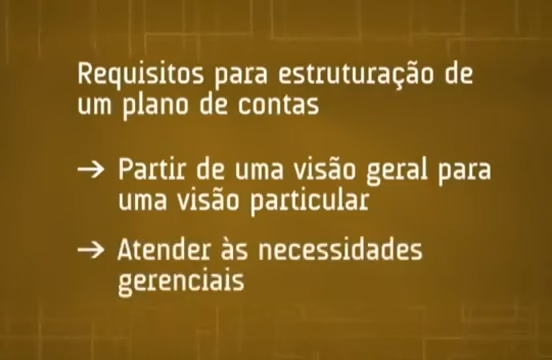 Requisitos para estruturação de
um plano de contas
→ Partir de uma visão geral para
uma visão particular
→ Atender às necessidades
gerenciais